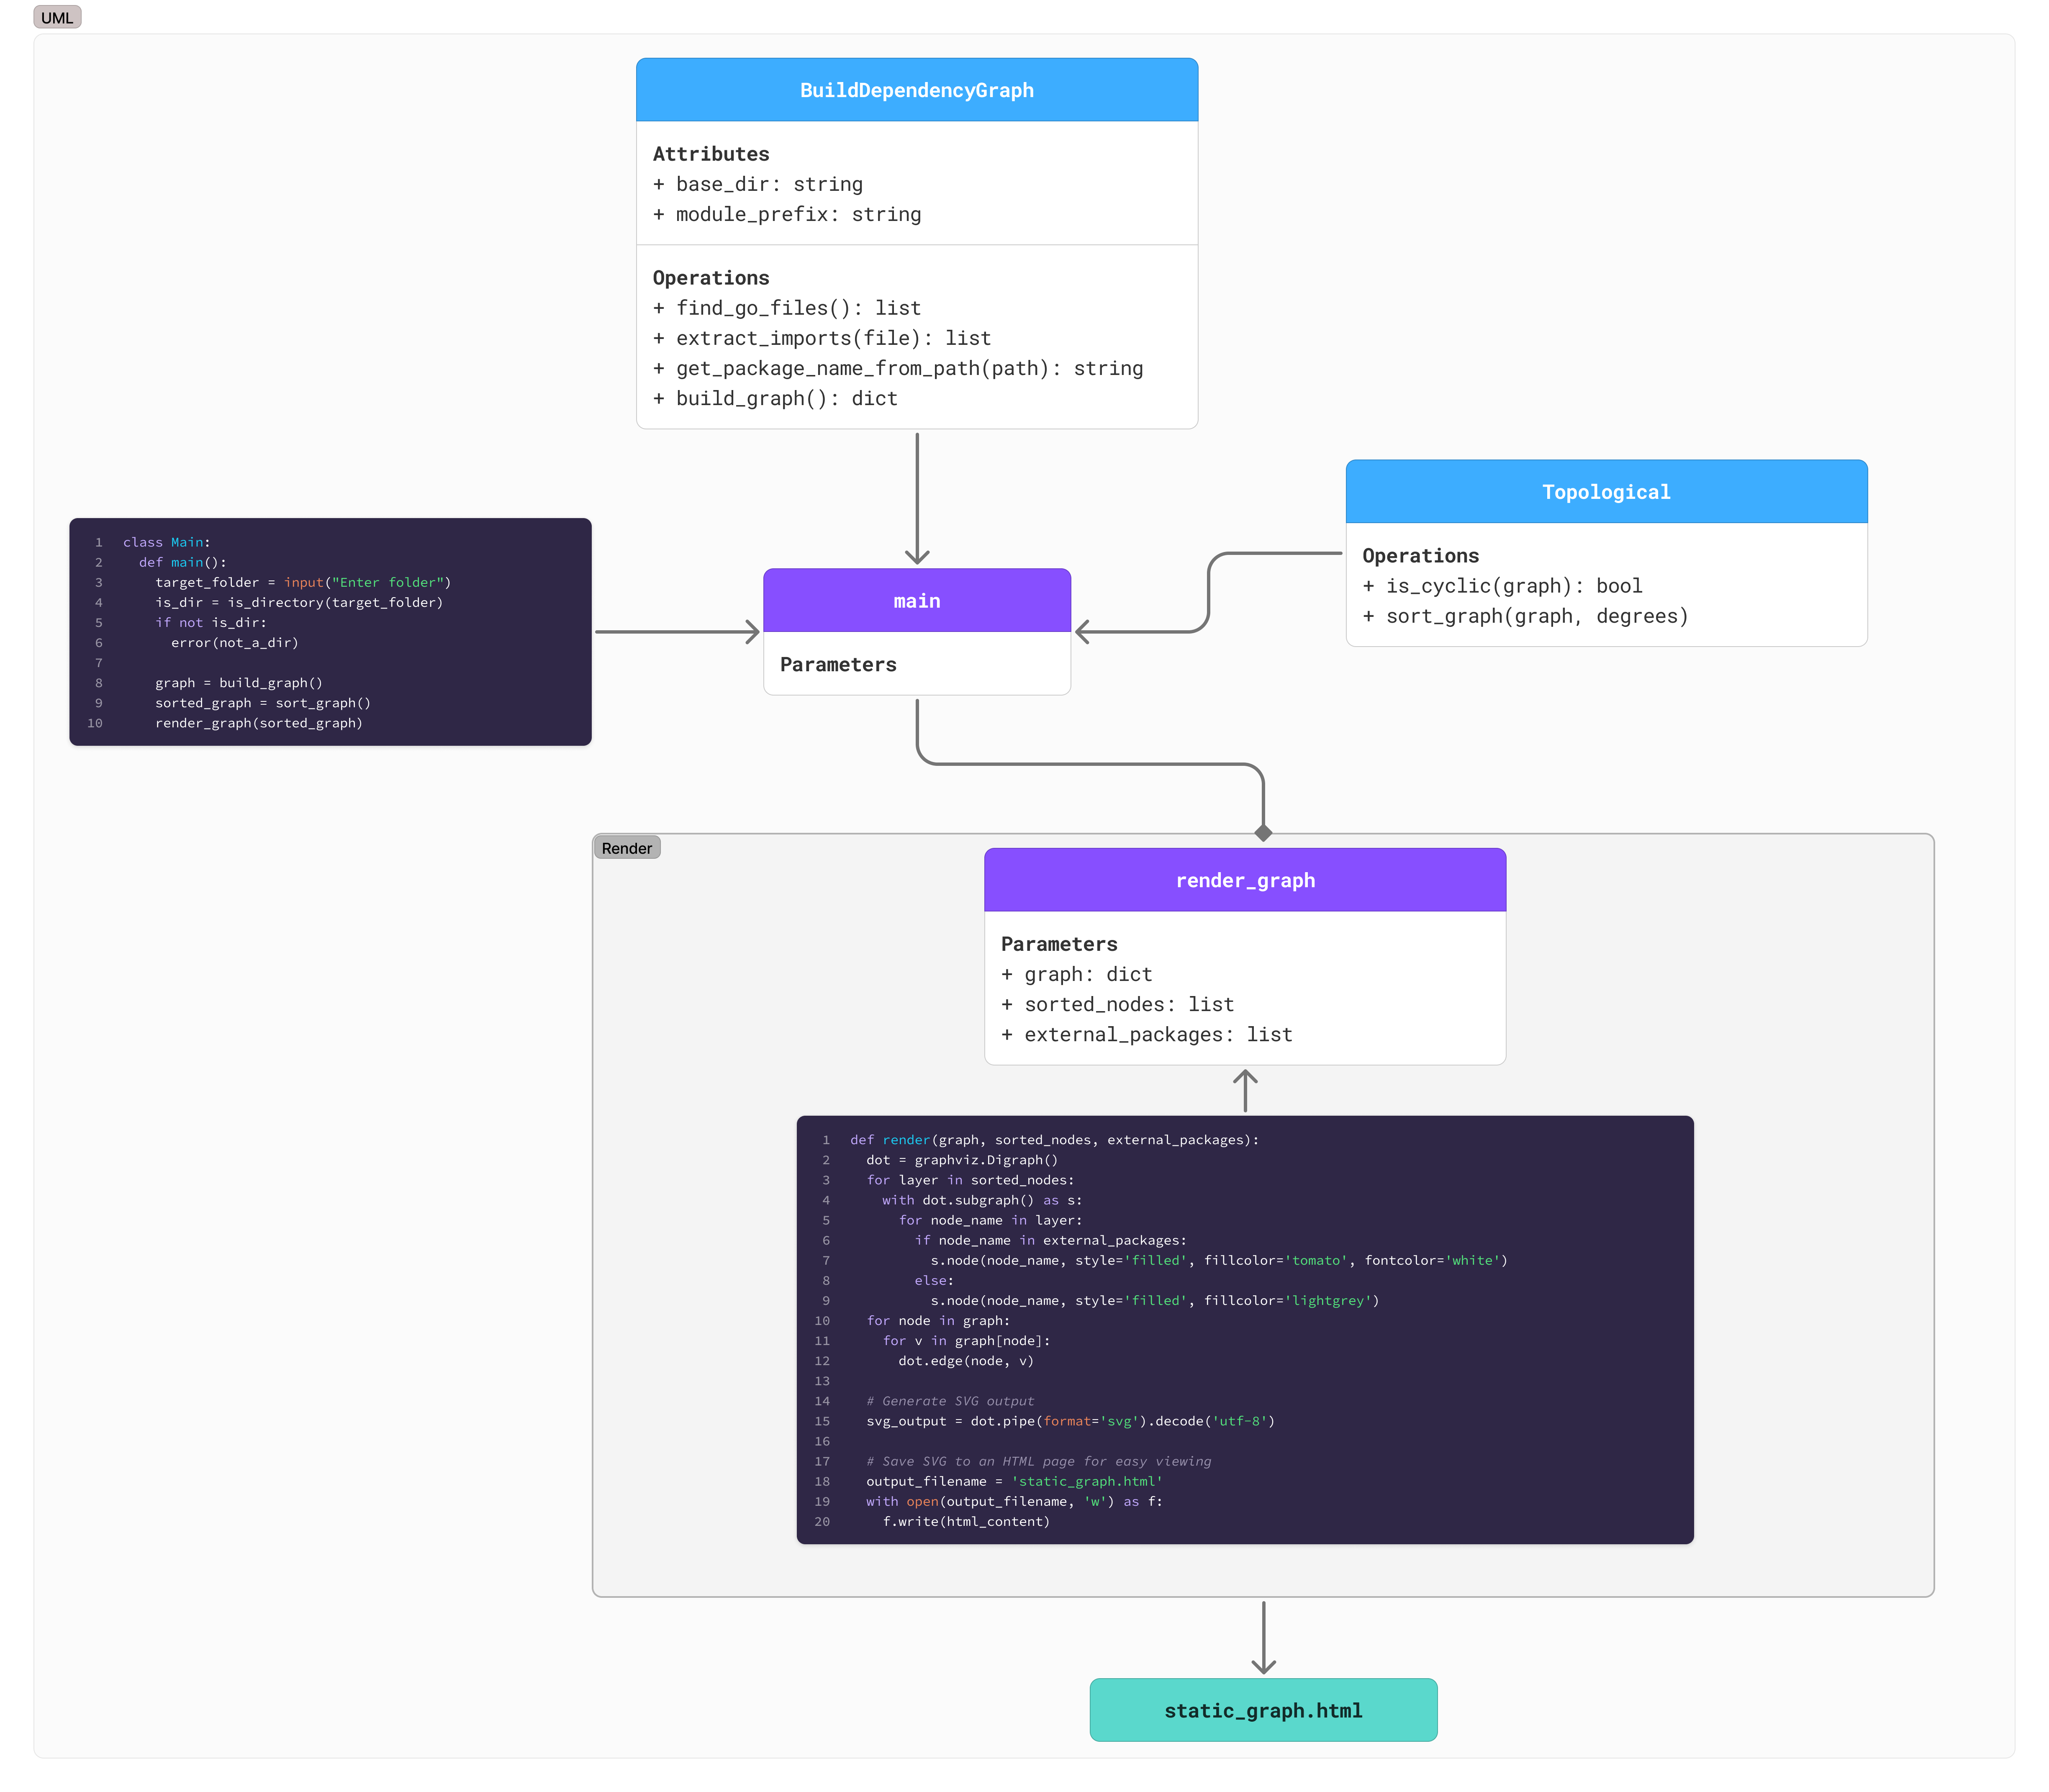 UML
BuildDependencyGraph
Attributes
+ base_dir: string
+ module_prefix: string
Operations
+ find_go_files(): list
+ extract_imports(file): list
+ get_package_name_from_path(path): string
+ build_graph(): dict
Topological
Operations
+ is_cyclic(graph): bool
+ sort_graph(graph, degrees)
1 class Main:
2 def main():
3 target_folder = input("Enter folder")
4 is_dir = is_directory(target_folder)
5 if not is_dir:
6 error(not_a_dir)
7
8 graph = build_graph()
9 sorted_graph = sort_graph()
10 render_graph(sorted_graph)
main
Parameters
Render
render_graph
Parameters
+ graph: dict
+ sorted_nodes: list
+ external_packages: list
1 def render(graph, sorted_nodes, external_packages):
2 dot = graphviz.Digraph()
3 for layer in sorted_nodes:
4 with dot.subgraph() as s:
5 for node_name in layer:
6 if node_name in external_packages:
7 s.node(node_name, style='filled', fillcolor='tomato', fontcolor='white')
8 else:
9 s.node(node_name, style='filled', fillcolor='lightgrey')
10 for node in graph:
11 for v in graph[node]:
12 dot.edge(node, v)
13
14 # Generate SVG output
15 svg_output = dot.pipe(format='svg').decode('utf-8')
16
17 # Save SVG to an HTML page for easy viewing
18 output_filename = 'static_graph.html'
19 with open(output_filename, 'w') as f:
20 f.write(html_content)
static_graph.html